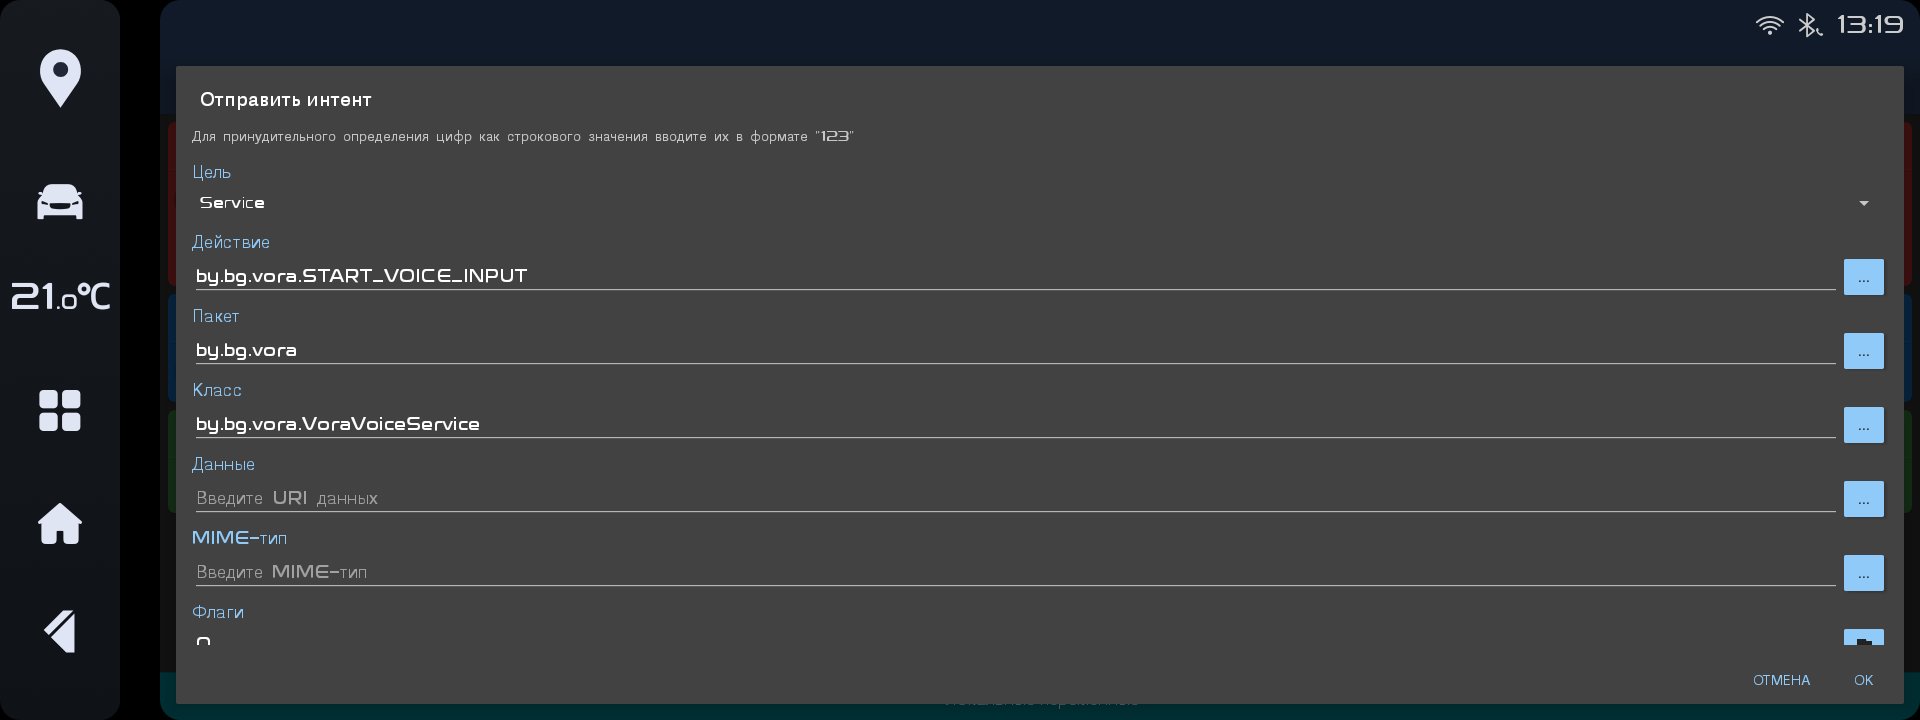 13:19
Отправить интент
Для принудительного определения цифр как строкового значения вводите их в формате "123"
Цель
Service
Действие
by.bg.vora.START_VOICE_INPUT
...
Пакет
by.bg.vora
...
Класс
by.bg.vora.VoraVoiceService
...
Данные
Введите URI данных
...
MIME-тип
Введите MIME-тип
...
Флаги
21.0°C
ОТМЕНА
OK